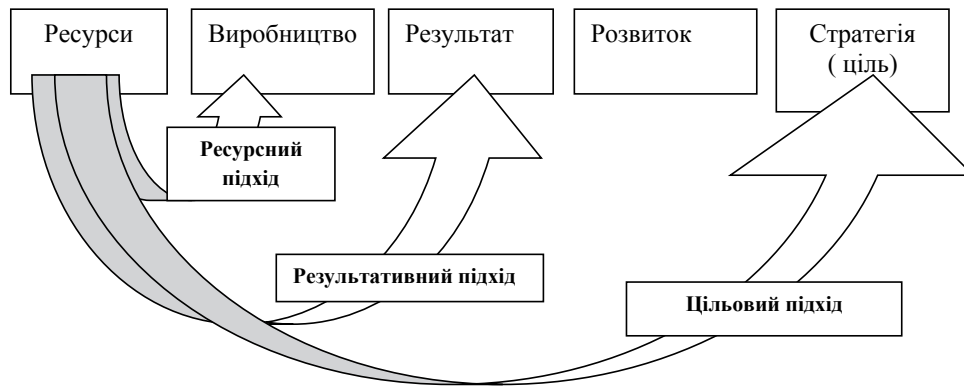 Ресурси
Виробництво
Результат
Розвиток
Стратегія
( ціль)
Ресурсний
підхід
Результативний підхід
Цільовий підхід